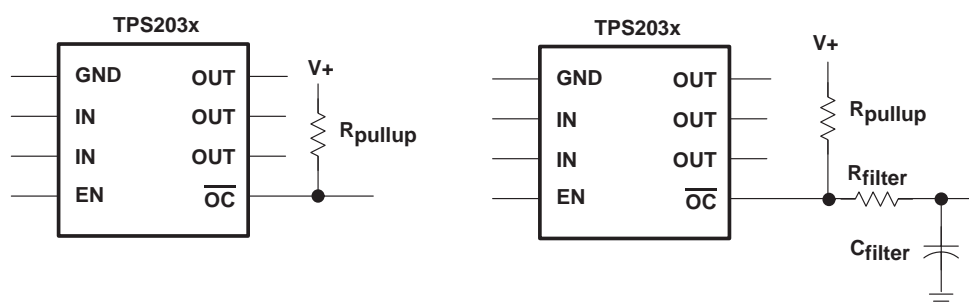 TPS203x
GND OUT
IN OUT
IN OUT
EN OC
V+
Rpullup
TPS203x
GND OUT
IN OUT
IN OUT
EN OC
V+
Rpullup
Rfilter
Cfilter